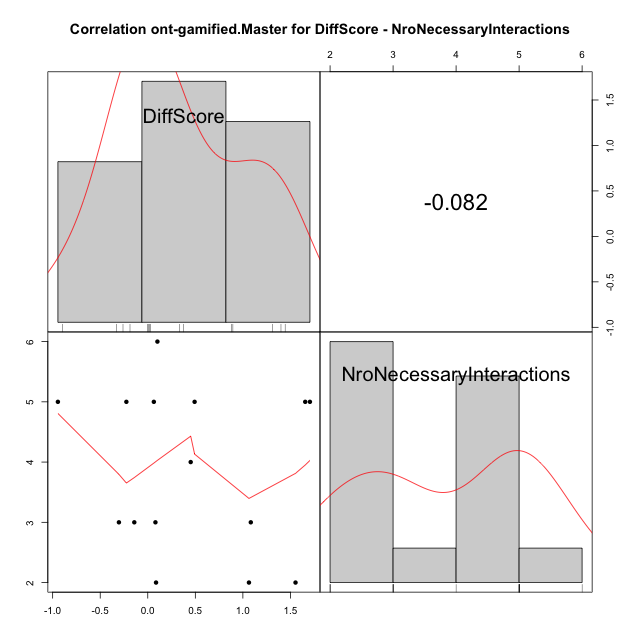 Correlation ont-gamified.Master for DiffScore - NroNecessaryInteractions
2 3 4 5 6
DiffScore
-0.082
1.5
1.0
0.5
0.0
-0.5
-1.0
6
5
4
3
2
NroNecessaryInteractions
-1.0 -0.5 0.0 0.5 1.0 1.5